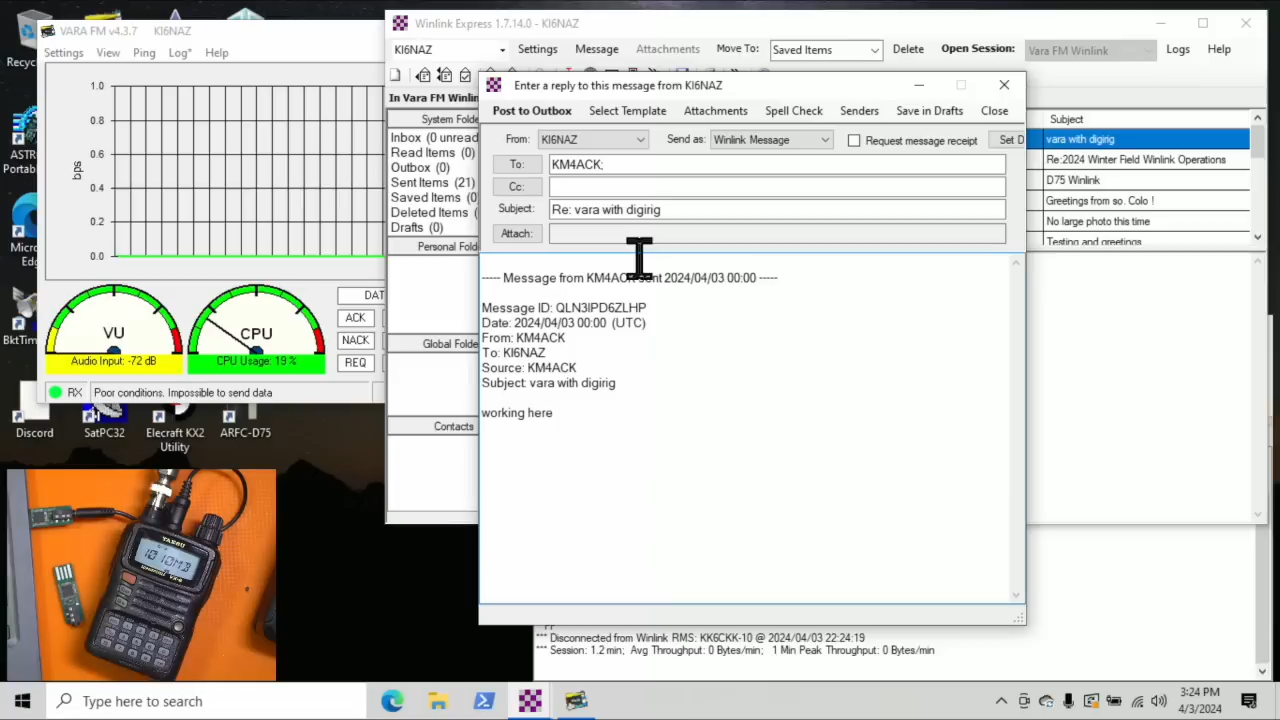 VARA FM v4.3.7 KI6NAZ
Settings View Ping Log* Help
1.0
0.8
0.6
0.4
0.2
0.0
bps
VU
Audio Input: -72 dB
CPU
CPU Usage: 19 %
DAT
ACK
NACK
REQ
RX Poor conditions. Impossible to send data
Winlink Express 1.7.14.0 - KI6NAZ
KI6NAZ Settings Message Attachments Move To: Saved Items Delete Open Session: Vara FM Winlink Logs Help
In Vara FM Winlin
System Folde
Inbox (0 unread
Read Items (0)
Outbox (0)
Sent Items (21)
Saved Items (0
Deleted Items (
Drafts (0)
Personal Folde
Global Folde
Contacts
Subject
vara with digirig
Re:2024 Winter Field Winlink Operations
D75 Winlink
Greetings from so. Colo !
No large photo this time
Testing and greetings
Enter a reply to this message from KI6NAZ
Post to Outbox Select Template Attachments Spell Check Senders Save in Drafts Close
From: KI6NAZ Send as: Winlink Message Request message receipt Set D
To: KM4ACK;
Cc:
Subject: Re: vara with digirig
Attach:
----- Message from KM4ACK sent 2024/04/03 00:00 -----
Message ID: QLN3IPD6ZLHP
Date: 2024/04/03 00:00 (UTC)
From: KM4ACK
To: KI6NAZ
Source: KM4ACK
Subject: vara with digirig
working here
*** Disconnected from Winlink RMS: KK6CKK-10 @ 2024/04/03 22:24:19
*** Session: 1.2 min; Avg Throughput: 0 Bytes/min; 1 Min Peak Throughput: 0 Bytes/min
Recyc
ASTR
Portab
Micro
Edge
BktTim
Discord
SatPC32
Elecraft KX2
Utility
ARFC-D75
YAESU
Type here to search
3:24 PM
4/3/2024